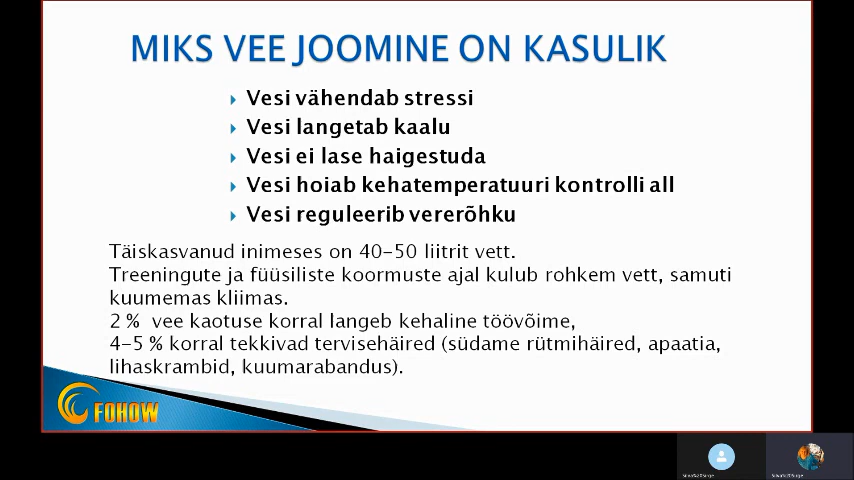 MIKS VEE JOOMINE ON KASULIK
Vesi vähendab stressi
Vesi langetab kaalu
Vesi ei lase haigestuda
Vesi hoiab kehatemperatuuri kontrolli all
Vesi reguleerib vererõhku
Täiskasvanud inimeses on 40-50 liitrit vett.
Treeningute ja füüsiliste koormuste ajal kulub rohkem vett, samuti
kuumemas kliimas.
2 % vee kaotuse korral langeb kehaline töövõime,
4-5 % korral tekkivad tervisehäired (südame rütmihäired, apaatia,
lihaskrambid, kuumarabandus).
FOHOW